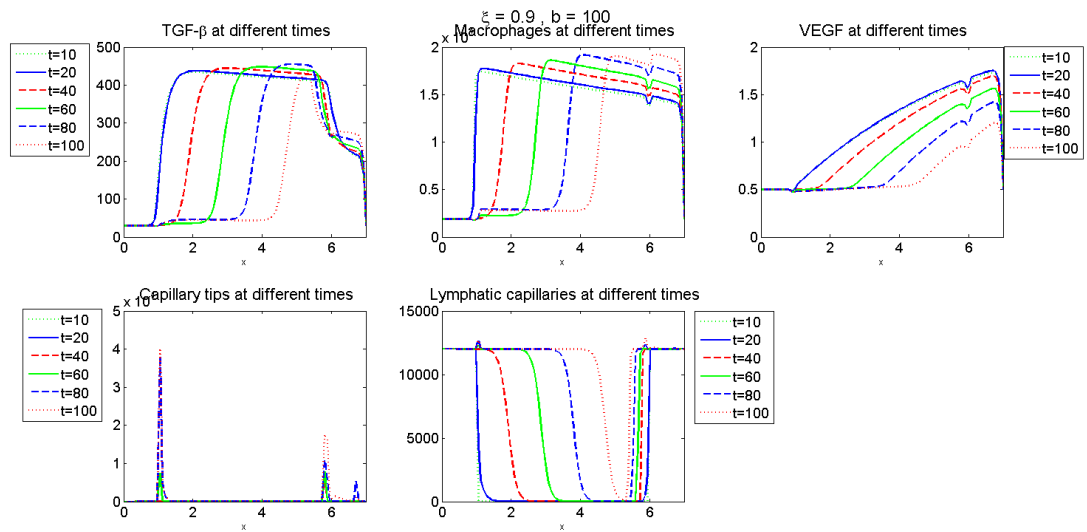 ξ = 0.9 , b = 100
TGF-β at different times
t=10
t=20
t=40
t=60
t=80
t=100
500
400
300
200
100
0
0 2 4 6
x
Macrophages at different times
2
1.5
1
0.5
0
0 2 4 6
x
VEGF at different times
2
1.5
1
0.5
0
0 2 4 6
x
t=10
t=20
t=40
t=60
t=80
t=100
Capillary tips at different times
t=10
t=20
t=40
t=60
t=80
t=100
5
4
3
2
1
0
0 2 4 6
x
Lymphatic capillaries at different times
15000
10000
5000
0
0 2 4 6
x
t=10
t=20
t=40
t=60
t=80
t=100